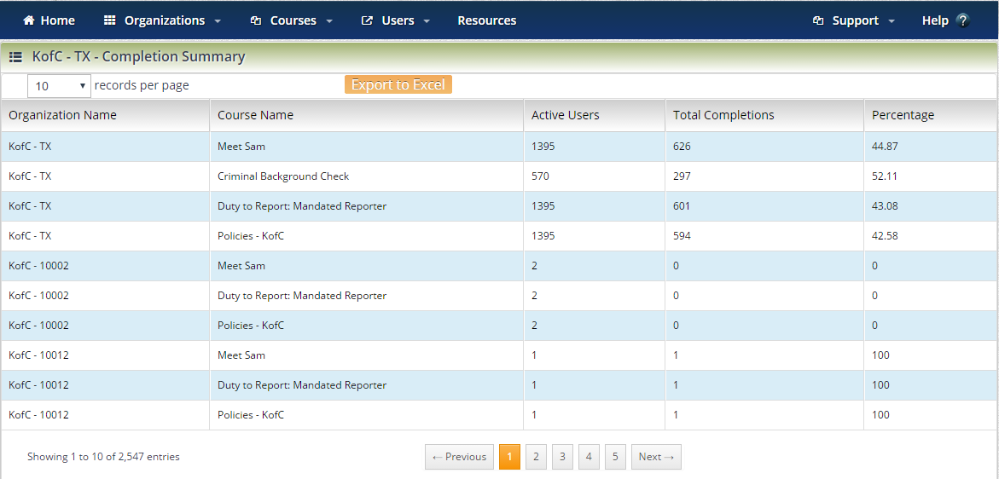 Home Organizations Courses Users Resources Support Help ?
KofC - TX - Completion Summary
10 records per page Export to Excel
Organization Name Course Name Active Users Total Completions Percentage
KofC - TX Meet Sam 1395 626 44.87
KofC - TX Criminal Background Check 570 297 52.11
KofC - TX Duty to Report: Mandated Reporter 1395 601 43.08
KofC - TX Policies - KofC 1395 594 42.58
KofC - 10002 Meet Sam 2 0 0
KofC - 10002 Duty to Report: Mandated Reporter 2 0 0
KofC - 10002 Policies - KofC 2 0 0
KofC - 10012 Meet Sam 1 1 100
KofC - 10012 Duty to Report: Mandated Reporter 1 1 100
KofC - 10012 Policies - KofC 1 1 100
Showing 1 to 10 of 2,547 entries ← Previous 1 2 3 4 5 Next →